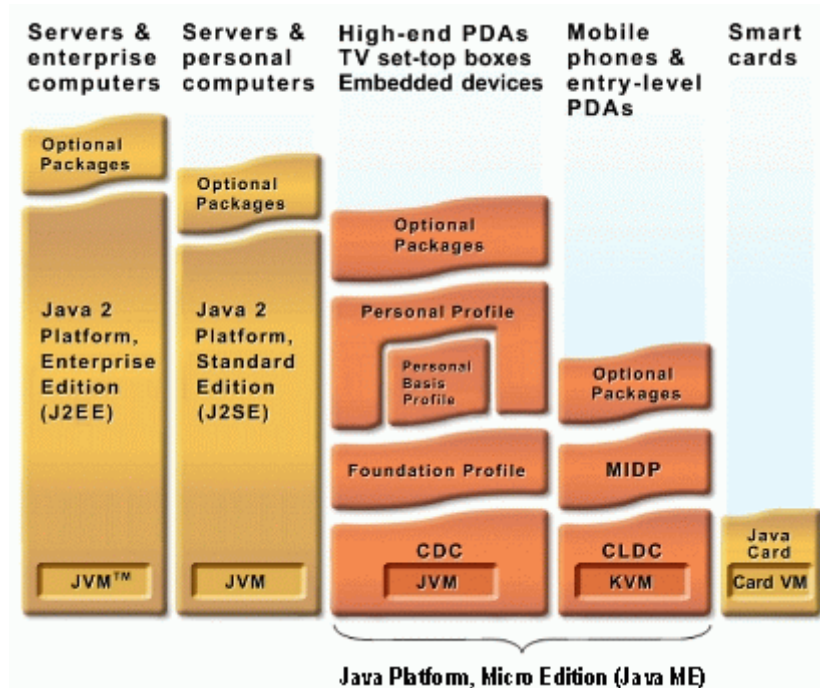 Servers &
enterprise
computers
Servers &
personal
computers
High-end PDAs
TV set-top boxes
Embedded devices
Mobile
phones &
entry-level
PDAs
Smart
cards
Optional
Packages
Java 2
Platform,
Enterprise
Edition
(J2EE)
JVM™
Optional
Packages
Java 2
Platform,
Standard
Edition
(J2SE)
JVM
Optional
Packages
Personal Profile
Personal
Basis
Profile
Foundation Profile
CDC
JVM
Optional
Packages
MIDP
CLDC
KVM
Java
Card
Card VM
Java Platform, Micro Edition (Java ME)